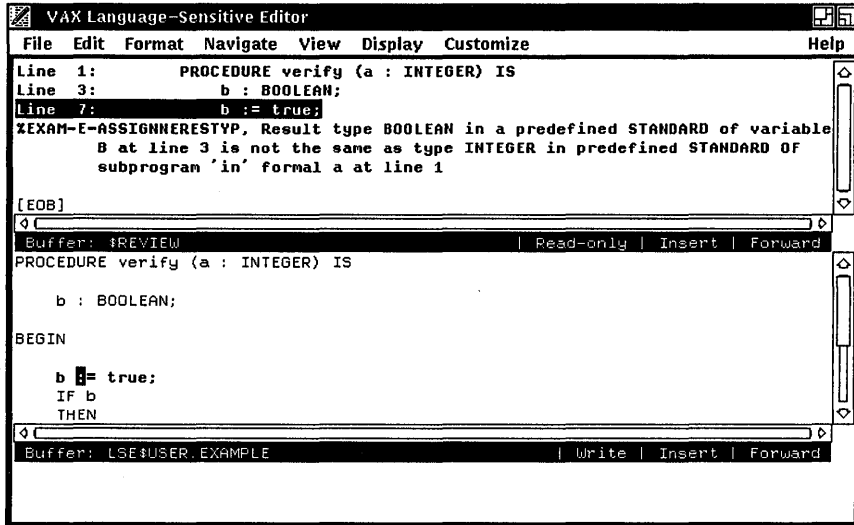 VAX Language-Sensitive Editor
File Edit Format Navigate View Display Customize Help
Line 1: PROCEDURE verify (a : INTEGER) IS
Line 3: b : BOOLEAN;
Line 7: b := true;
%EXAM-E-ASSIGNNERESTYP, Result type BOOLEAN in a predefined STANDARD of variable
B at line 3 is not the same as type INTEGER in predefined STANDARD OF
subprogram 'in' formal a at line 1
[EOB]
Buffer: $REVIEW | Read-only | Insert | Forward
PROCEDURE verify (a : INTEGER) IS
b : BOOLEAN;
BEGIN
b := true;
IF b
THEN
Buffer: LSE$USER.EXAMPLE | Write | Insert | Forward